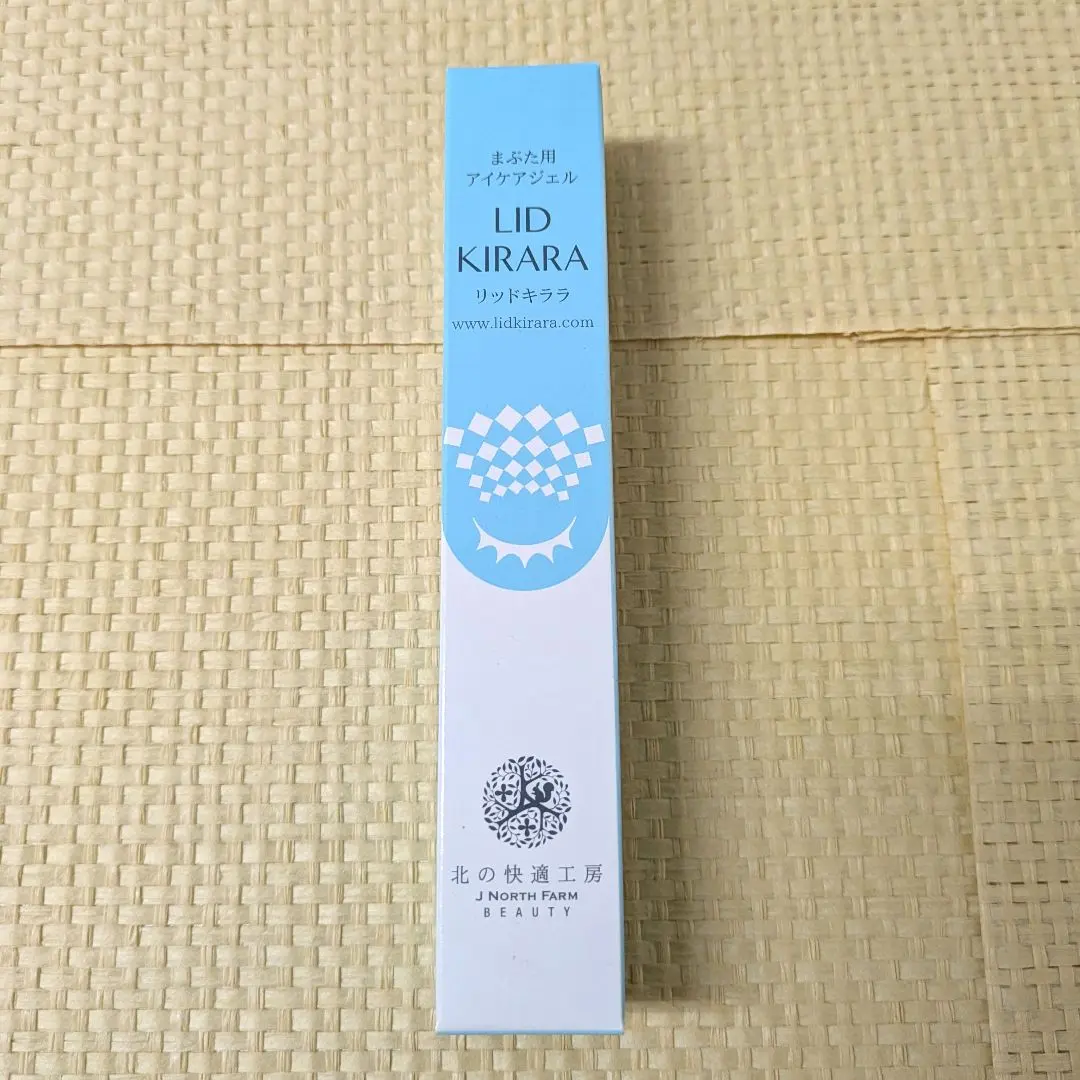 まぶた用
アイケアジェル
LID
KIRARA
リッドキララ
www.lidkirara.com
北の快適工房
J NORTH FARM
BEAUTY